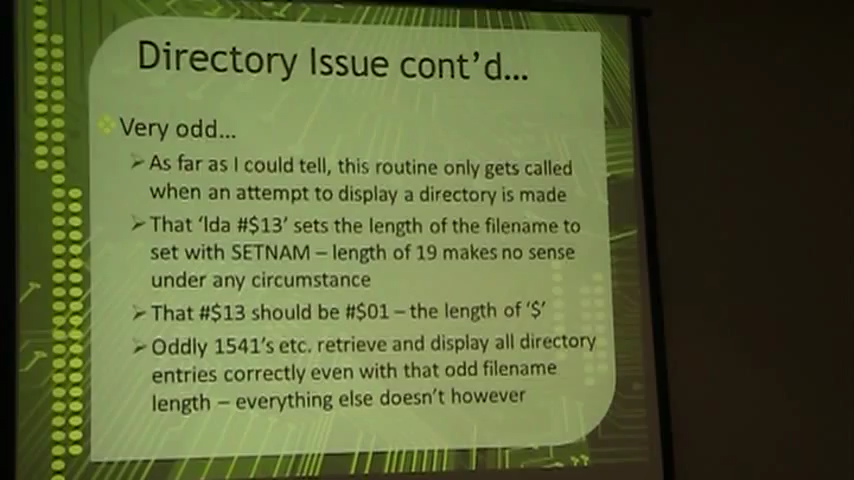 Directory Issue cont'd...
Very odd...
As far as I could tell, this routine only gets called
when an attempt to display a directory is made
That 'lda #$13' sets the length of the filename to
set with SETNAM – length of 19 makes no sense
under any circumstance
That #$13 should be #$01 – the length of '$'
Oddly 1541's etc. retrieve and display all directory
entries correctly even with that odd filename
length – everything else doesn't however